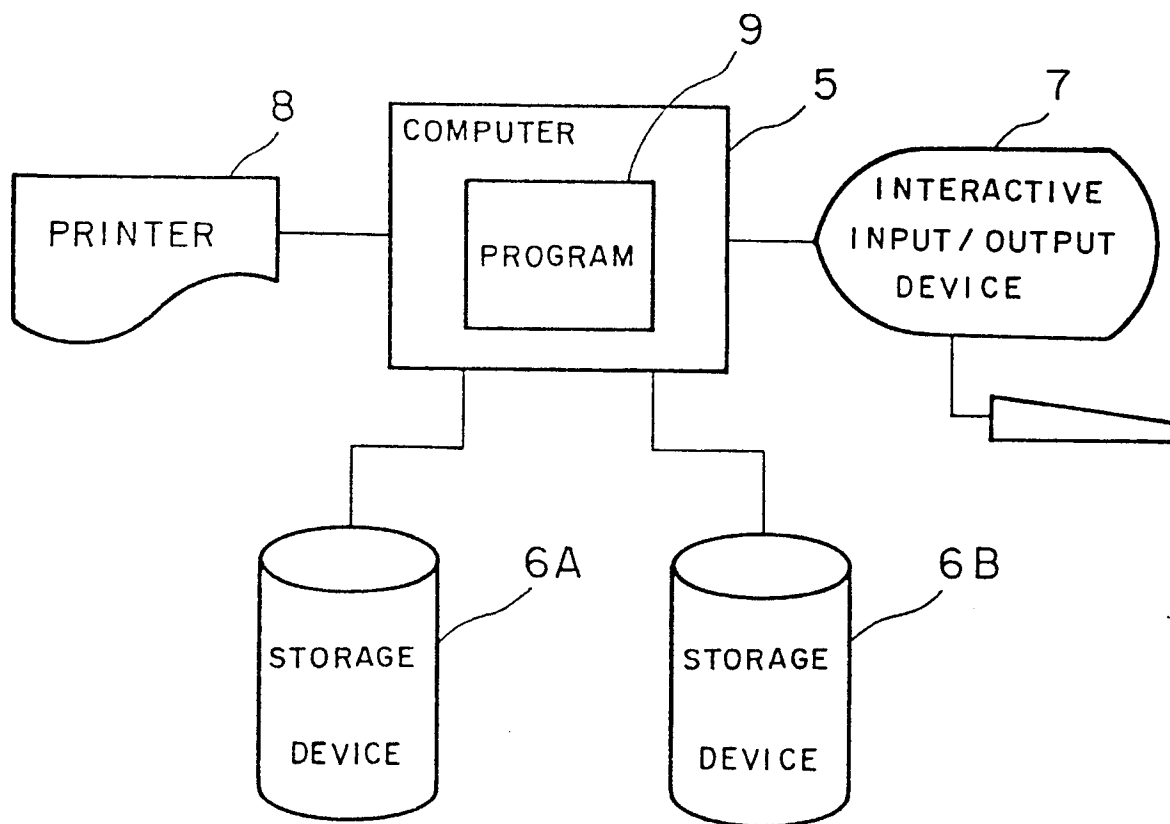 9
5
7
8
COMPUTER
PRINTER
PROGRAM
INTERACTIVE
INPUT/OUTPUT
DEVICE
6A
6B
STORAGE
DEVICE
STORAGE
DEVICE